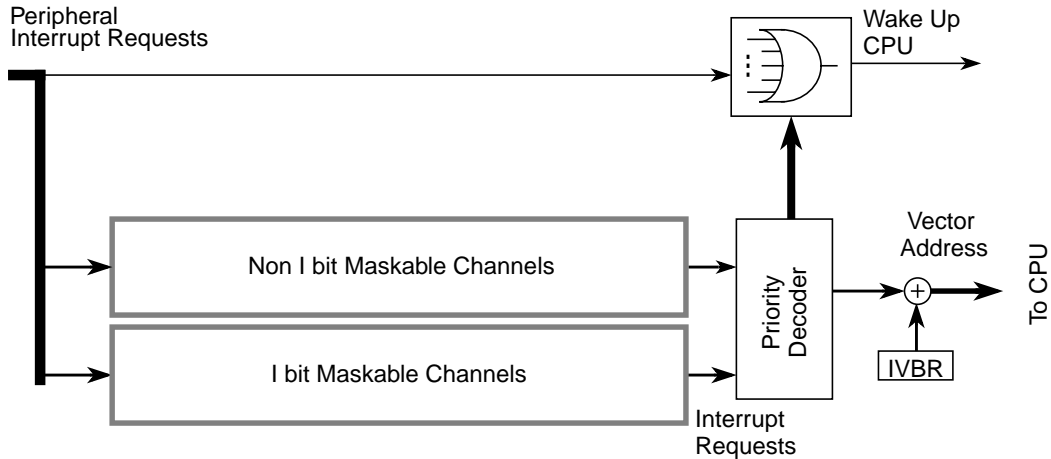 Peripheral
Interrupt Requests
Wake Up
CPU
Non I bit Maskable Channels
I bit Maskable Channels
Priority
Decoder
Interrupt
Requests
Vector
Address
+
IVBR
To CPU